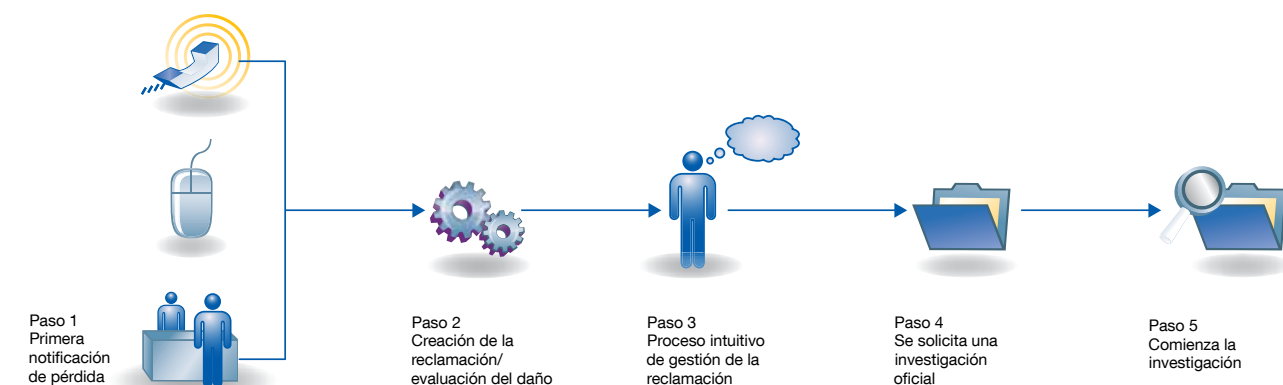 Paso 1
Primera
notificación
de pérdida
Paso 2
Creación de la
reclamación/
evaluación del daño
Paso 3
Proceso intuitivo
de gestión de la
reclamación
Paso 4
Se solicita una
investigación
oficial
Paso 5
Comienza la
investigación